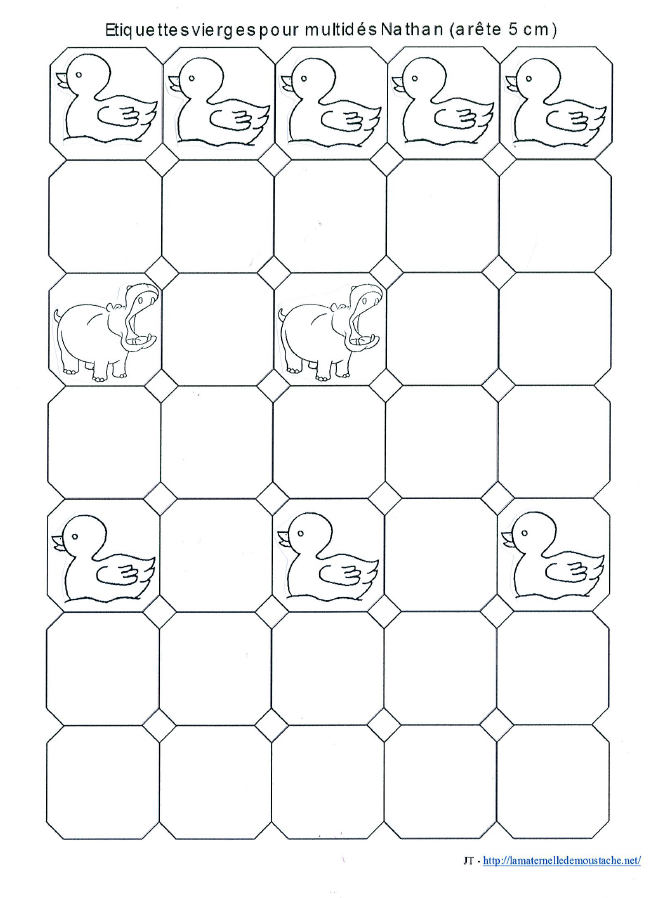 Etiquettes vierges pour multidés Nathan (arête 5 cm)
JT - http://lamaternelledemoustache.net/